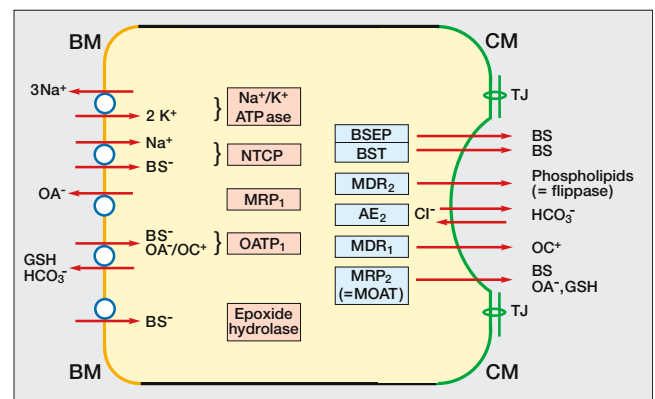 BM
CM
3Na⁺
2 K⁺
}
Na⁺/K⁺
ATPase
TJ
Na⁺
BS⁻
}
NTCP
BSEP
BS
BST
BS
OA⁻
MRP₁
MDR₂
Phospholipids
(= flippase)
AE₂
Cl⁻
HCO₃⁻
BS⁻
OA⁻/OC⁺
}
OATP₁
MDR₁
OC⁺
GSH
HCO₃⁻
MRP₂
(=MOAT)
BS
OA⁻,GSH
BS⁻
Epoxide
hydrolase
TJ
BM
CM